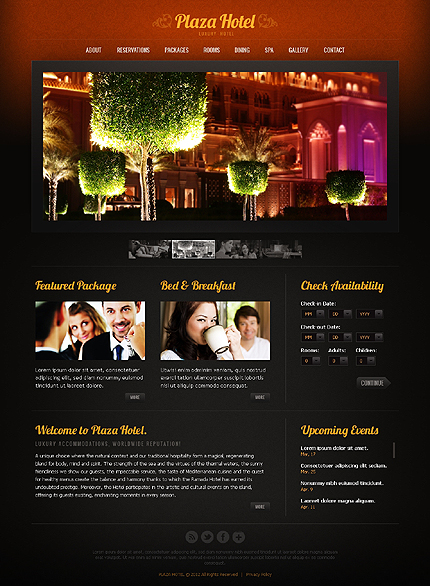 Plaza Hotel
LUXURY HOTEL
ABOUT RESERVATIONS PACKAGES ROOMS DINING SPA GALLERY CONTACT
Featured Package
Lorem ipsum dolor sit amet, consectetuer
adipiscing elit, sed diam nonummy euismod
tincidunt ut laoreet dolore.
MORE
Bed & Breakfast
Utwisi enim adminim veniam, quis nostrud
exerci tation ullamcorper suscipit lobortis
nisl ut aliquip commodo consequat.
MORE
Check Availability
Check-in Date:
MM DD YYYY
Check-out Date:
MM DD YYYY
Rooms: Adults: Children:
0 0 0
CONTINUE
Welcome to Plaza Hotel.
LUXURY ACCOMMODATIONS, WORLDWIDE REPUTATION!
A unique choice where the natural context and our traditional hospitality form a magical, regenerating
blend for body, mind and spirit. The strength of the sea and the virtues of the thermal waters, the sunny
friendliness we show our guests, the impeccable service, the taste of Mediterranean cuisine and the quest
for healthy menus create the balance and harmony thanks to which the Ramada Hotel has earned its
undoubted prestige. Moreover, the Hotel participates in the artistic and cultural events on the island,
offering its guests exciting, enchanting moments in every season.
MORE
Upcoming Events
Lorem ipsum dolor sit amet.
Mar. 17
Consectetuer adipiscing elit sediam.
Mar. 25
Nonummy nibh euismod tincidunt.
Apr. 9
Laoreet dolore magna aliquam.
Apr. 11
PLAZA HOTEL © 2012 All Rights Reserved | Privacy Policy